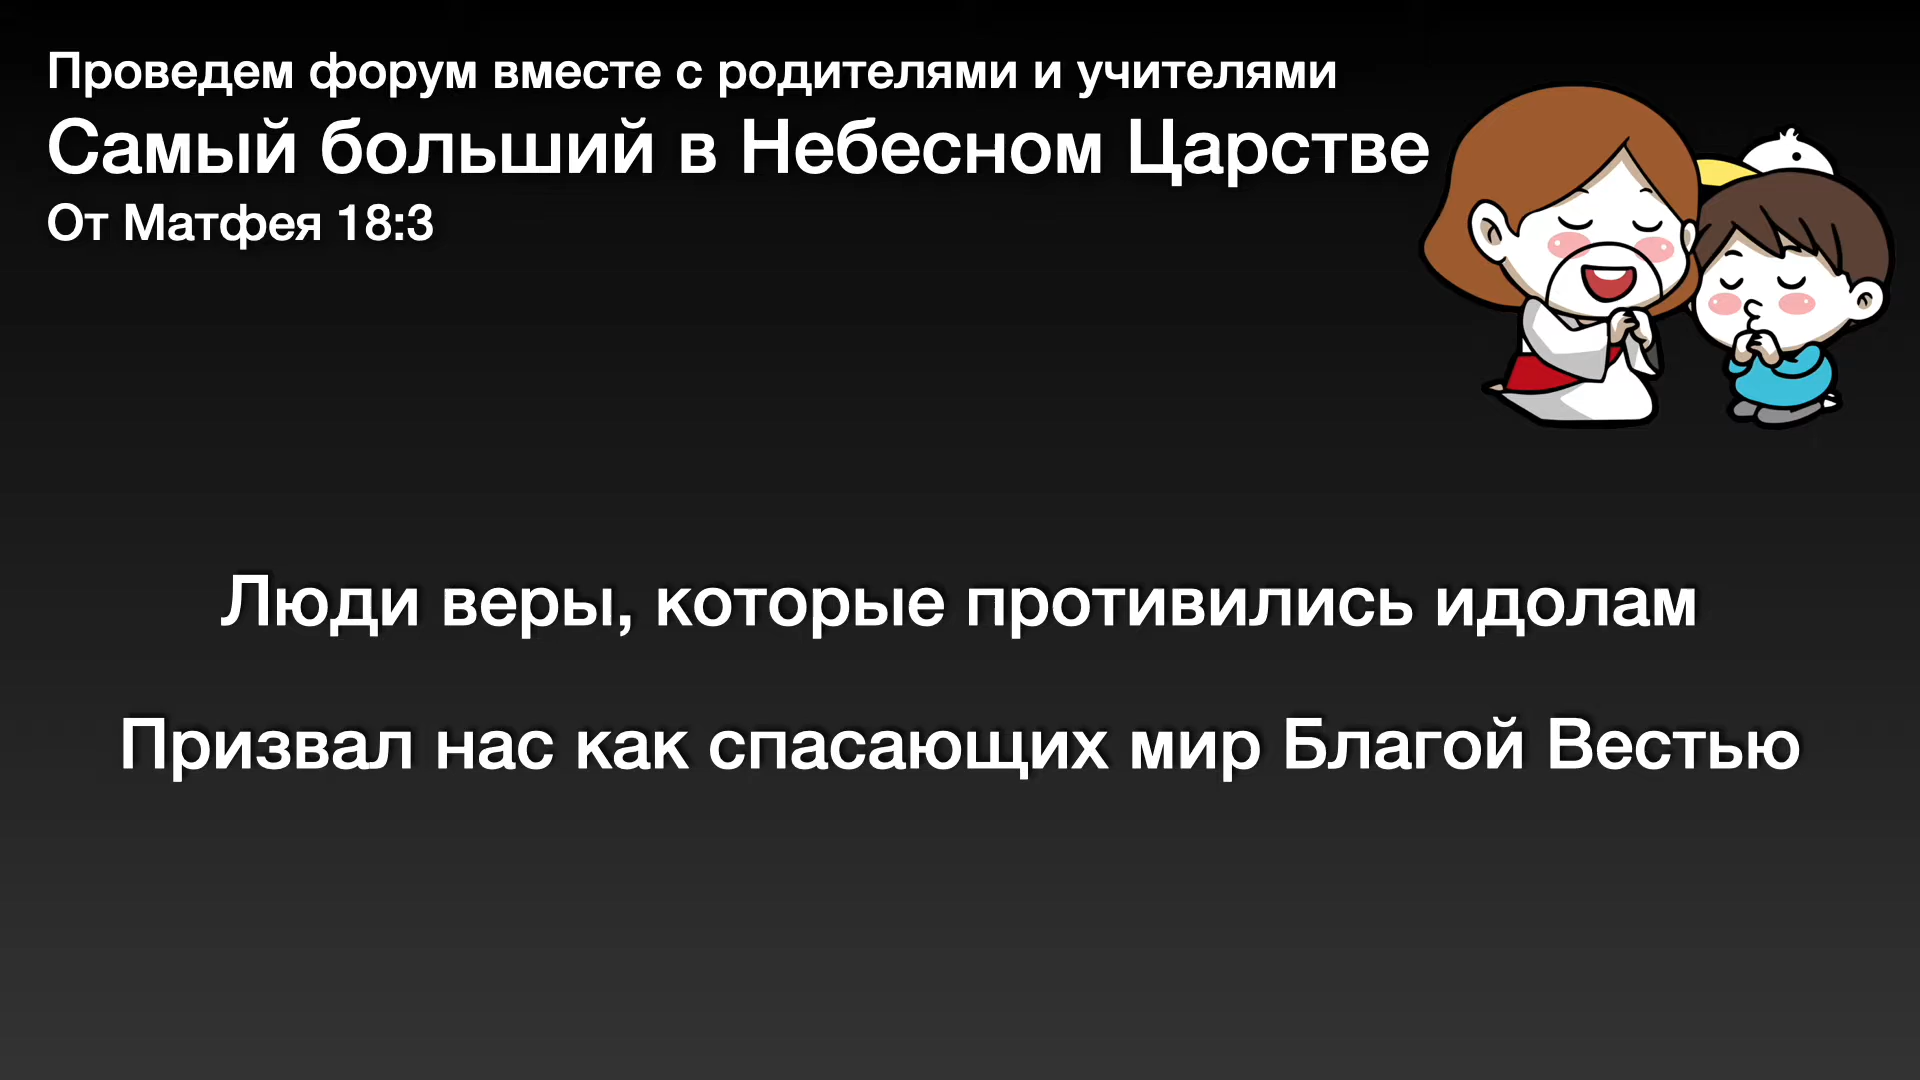 Проведем форум вместе с родителями и учителями
Самый больший в Небесном Царстве
От Матфея 18:3
Люди веры, которые противились идолам
Призвал нас как спасающих мир Благой Вестью